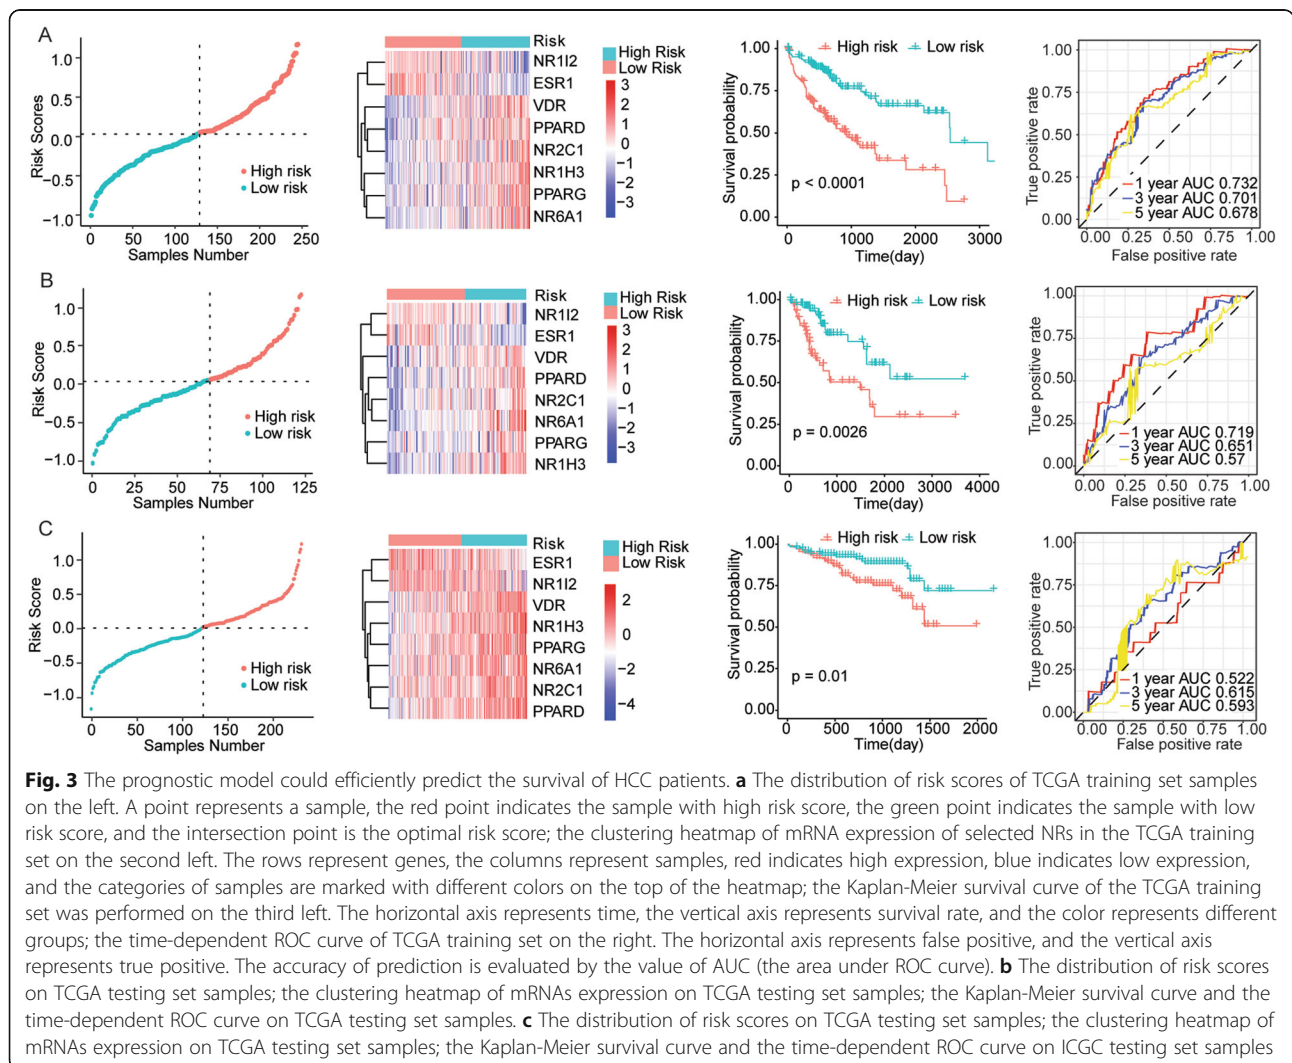 A
Risk Scores
1.0
0.5
0.0
−0.5
−1.0
High risk
Low risk
0 50 100 150 200 250
Samples Number
Risk
NR1I2
ESR1
VDR
PPARD
NR2C1
NR1H3
PPARG
NR6A1
High Risk
Low Risk
3
2
1
0
−1
−2
−3
High risk Low risk
Survival probability
1.00
0.75
0.50
0.25
0.00
p < 0.0001
0 1000 2000 3000
Time(day)
True positive rate
1.00
0.75
0.50
0.25
0.00
1 year AUC 0.732
3 year AUC 0.701
5 year AUC 0.678
0.00 0.25 0.50 0.75 1.00
False positive rate
B
Risk Score
1.0
0.5
0.0
−0.5
−1.0
High risk
Low risk
0 25 50 75 100 125
Samples Number
Risk
NR1I2
ESR1
VDR
PPARD
NR2C1
NR6A1
PPARG
NR1H3
High Risk
Low Risk
3
2
1
0
−1
−2
−3
High risk Low risk
Survival probability
1.00
0.75
0.50
0.25
0.00
p = 0.0026
0 1000 2000 3000 4000
Time(day)
True positive rate
1.00
0.75
0.50
0.25
0.00
1 year AUC 0.719
3 year AUC 0.651
5 year AUC 0.57
0.00 0.25 0.50 0.75 1.00
False positive rate
C
Risk Score
1.0
0.5
0.0
−0.5
−1.0
High risk
Low risk
0 50 100 150 200
Samples Number
Risk
ESR1
NR1I2
VDR
NR1H3
PPARG
NR6A1
NR2C1
PPARD
High Risk
Low Risk
2
0
−2
−4
High risk Low risk
Survival probability
1.00
0.75
0.50
0.25
0.00
p = 0.01
0 500 1000 1500 2000
Time(day)
True positive rate
1.00
0.75
0.50
0.25
0.00
1 year AUC 0.522
3 year AUC 0.615
5 year AUC 0.593
0.00 0.25 0.50 0.75 1.00
False positive rate
Fig. 3 The prognostic model could efficiently predict the survival of HCC patients. a The distribution of risk scores of TCGA training set samples
on the left. A point represents a sample, the red point indicates the sample with high risk score, the green point indicates the sample with low
risk score, and the intersection point is the optimal risk score; the clustering heatmap of mRNA expression of selected NRs in the TCGA training
set on the second left. The rows represent genes, the columns represent samples, red indicates high expression, blue indicates low expression,
and the categories of samples are marked with different colors on the top of the heatmap; the Kaplan-Meier survival curve of the TCGA training
set was performed on the third left. The horizontal axis represents time, the vertical axis represents survival rate, and the color represents different
groups; the time-dependent ROC curve of TCGA training set on the right. The horizontal axis represents false positive, and the vertical axis
represents true positive. The accuracy of prediction is evaluated by the value of AUC (the area under ROC curve). b The distribution of risk scores
on TCGA testing set samples; the clustering heatmap of mRNAs expression on TCGA testing set samples; the Kaplan-Meier survival curve and the
time-dependent ROC curve on TCGA testing set samples. c The distribution of risk scores on TCGA testing set samples; the clustering heatmap of
mRNAs expression on TCGA testing set samples; the Kaplan-Meier survival curve and the time-dependent ROC curve on ICGC testing set samples